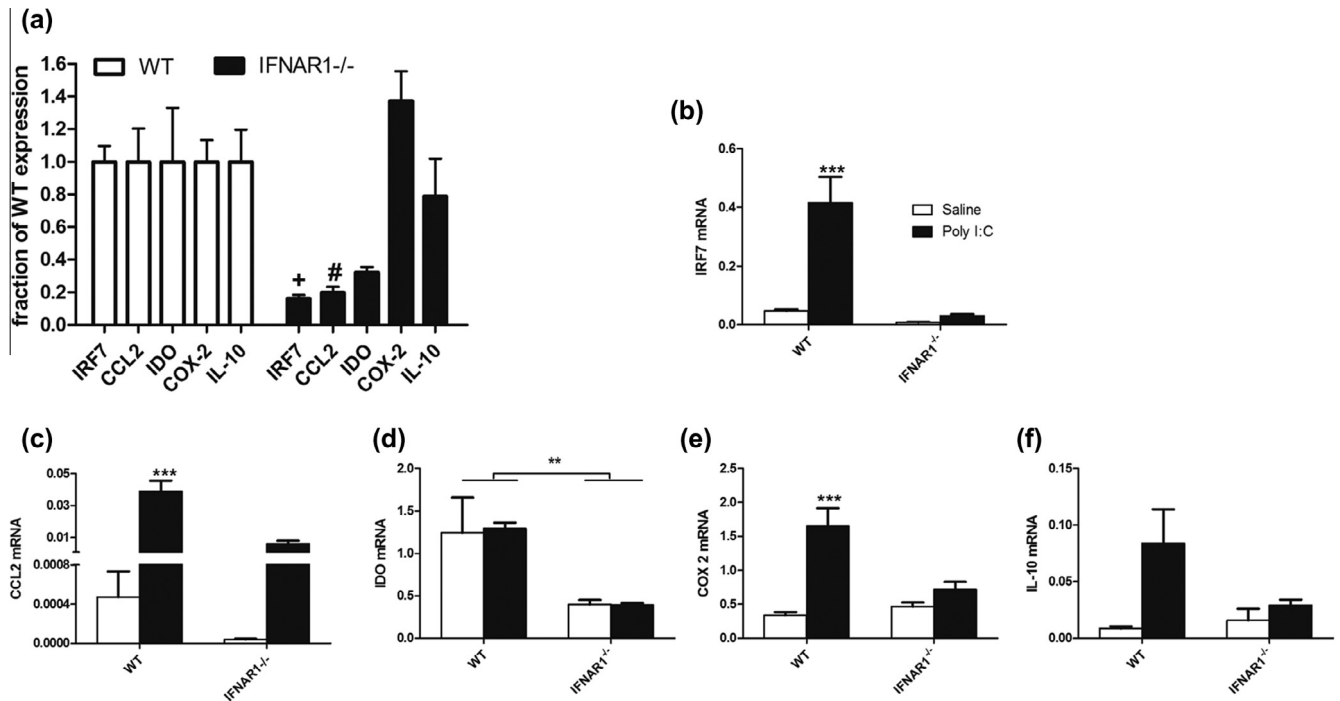 (a)
WT
IFNAR1-/-
fraction of WT expression
1.6
1.4
1.2
1.0
0.8
0.6
0.4
0.2
0.0
+
#
IRF7
CCL2
IDO
COX-2
IL-10
IRF7
CCL2
IDO
COX-2
IL-10
(b)
IRF7 mRNA
0.6
0.4
0.2
0.0
***
Saline
Poly I:C
WT
IFNAR1-/-
(c)
CCL2 mRNA
0.05
0.03
0.01
0.0008
0.0004
0.0000
***
WT
IFNAR1-/-
(d)
IDO mRNA
2.0
1.5
1.0
0.5
0.0
**
WT
IFNAR1-/-
(e)
COX 2 mRNA
2.0
1.5
1.0
0.5
0.0
***
WT
IFNAR1-/-
(f)
IL-10 mRNA
0.15
0.10
0.05
0.00
WT
IFNAR1-/-